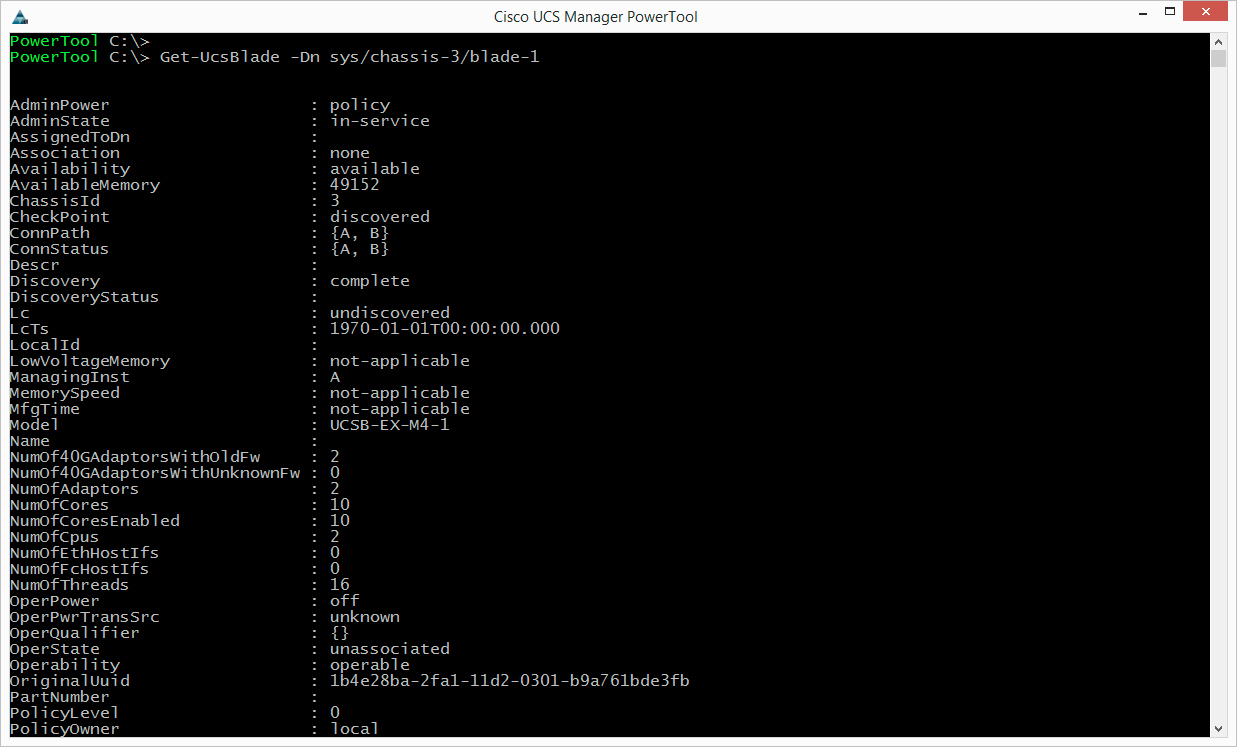 Cisco UCS Manager PowerTool
PowerTool C:\>
PowerTool C:\> Get-UcsBlade -Dn sys/chassis-3/blade-1
AdminPower : policy
AdminState : in-service
AssignedToDn :
Association : none
Availability : available
AvailableMemory : 49152
ChassisId : 3
CheckPoint : discovered
ConnPath : {A, B}
ConnStatus : {A, B}
Descr :
Discovery : complete
DiscoveryStatus :
Lc : undiscovered
LcTs : 1970-01-01T00:00:00.000
LocalId :
LowVoltageMemory : not-applicable
ManagingInst : A
MemorySpeed : not-applicable
MfgTime : not-applicable
Model : UCSB-EX-M4-1
Name :
NumOf40GAdaptorsWithOldFw : 2
NumOf40GAdaptorsWithUnknownFw : 0
NumOfAdaptors : 2
NumOfCores : 10
NumOfCoresEnabled : 10
NumOfCpus : 2
NumOfEthHostIfs : 0
NumOfFcHostIfs : 0
NumOfThreads : 16
OperPower : off
OperPwrTransSrc : unknown
OperQualifier : {}
OperState : unassociated
Operability : operable
OriginalUuid : 1b4e28ba-2fa1-11d2-0301-b9a761bde3fb
PartNumber :
PolicyLevel : 0
PolicyOwner : local